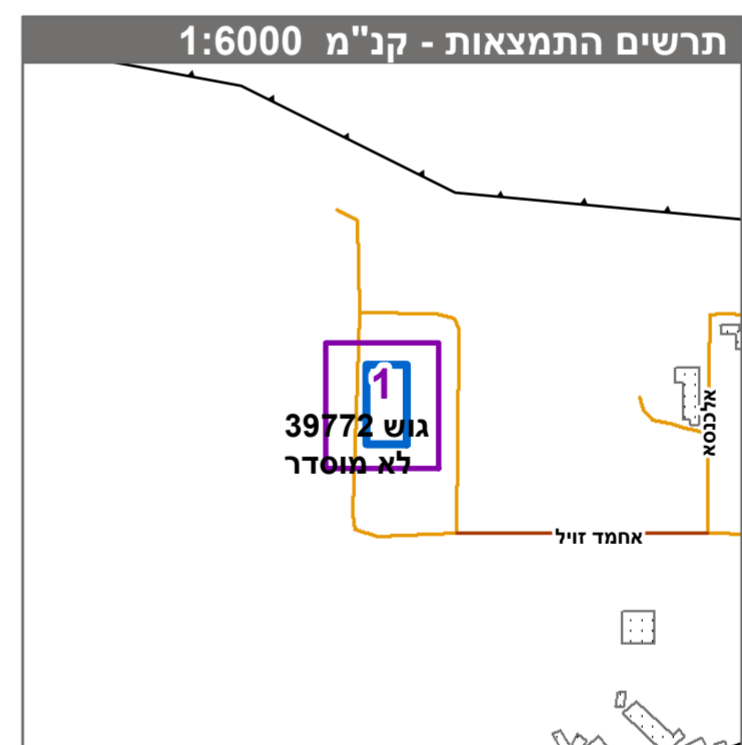 תרשים התמצאות - קנ"מ 1:6000
1
גוש 39772
לא מוסדר
אלכנסא
אחמד זויל